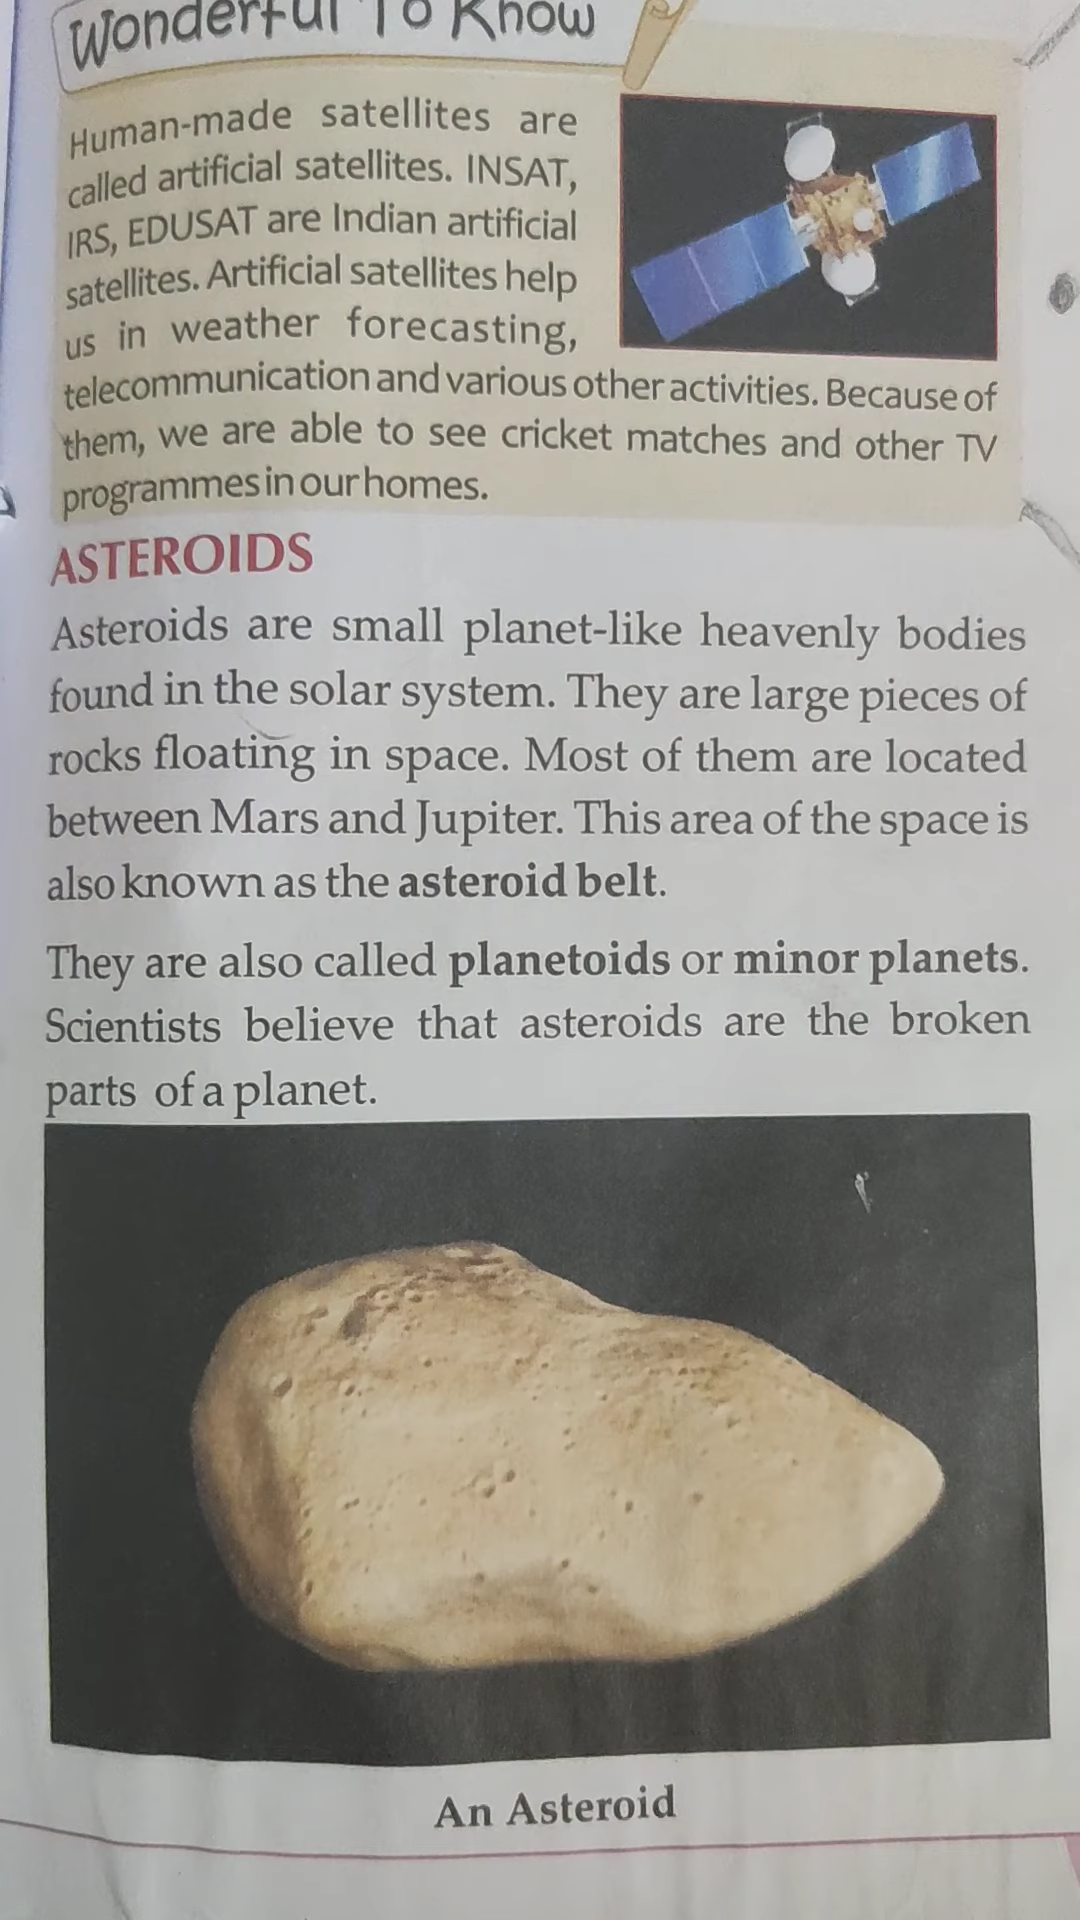 Wonderful To Know
Human-made satellites are
called artificial satellites. INSAT,
IRS, EDUSAT are Indian artificial
satellites. Artificial satellites help
us in weather forecasting,
telecommunication and various other activities. Because of
them, we are able to see cricket matches and other TV
programmes in our homes.
ASTEROIDS
Asteroids are small planet-like heavenly bodies
found in the solar system. They are large pieces of
rocks floating in space. Most of them are located
between Mars and Jupiter. This area of the space is
also known as the asteroid belt.
They are also called planetoids or minor planets.
Scientists believe that asteroids are the broken
parts of a planet.
An Asteroid